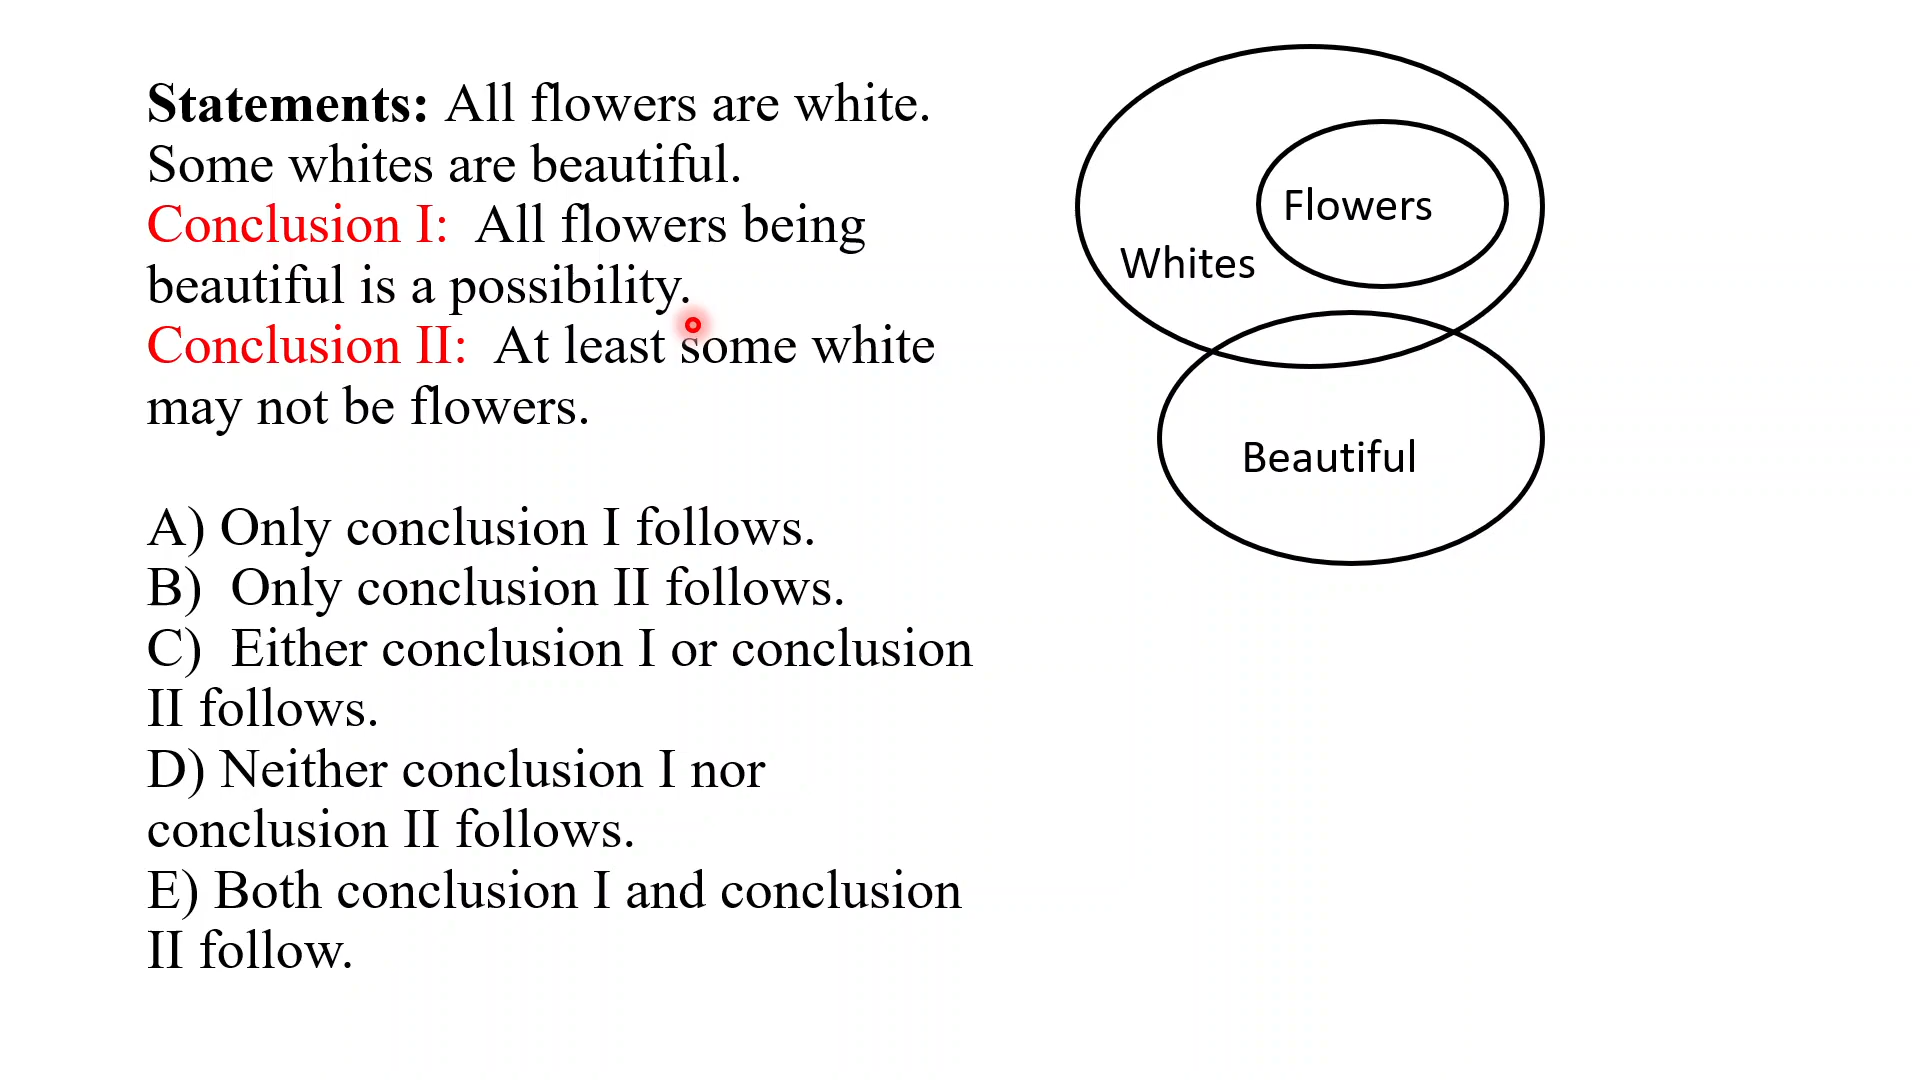 Statements: All flowers are white.
Some whites are beautiful.
Conclusion I:  All flowers being
beautiful is a possibility.
Conclusion II:  At least some white
may not be flowers.
A) Only conclusion I follows.
B)  Only conclusion II follows.
C)  Either conclusion I or conclusion
II follows.
D) Neither conclusion I nor
conclusion II follows.
E) Both conclusion I and conclusion
II follow.
Flowers
Whites
Beautiful